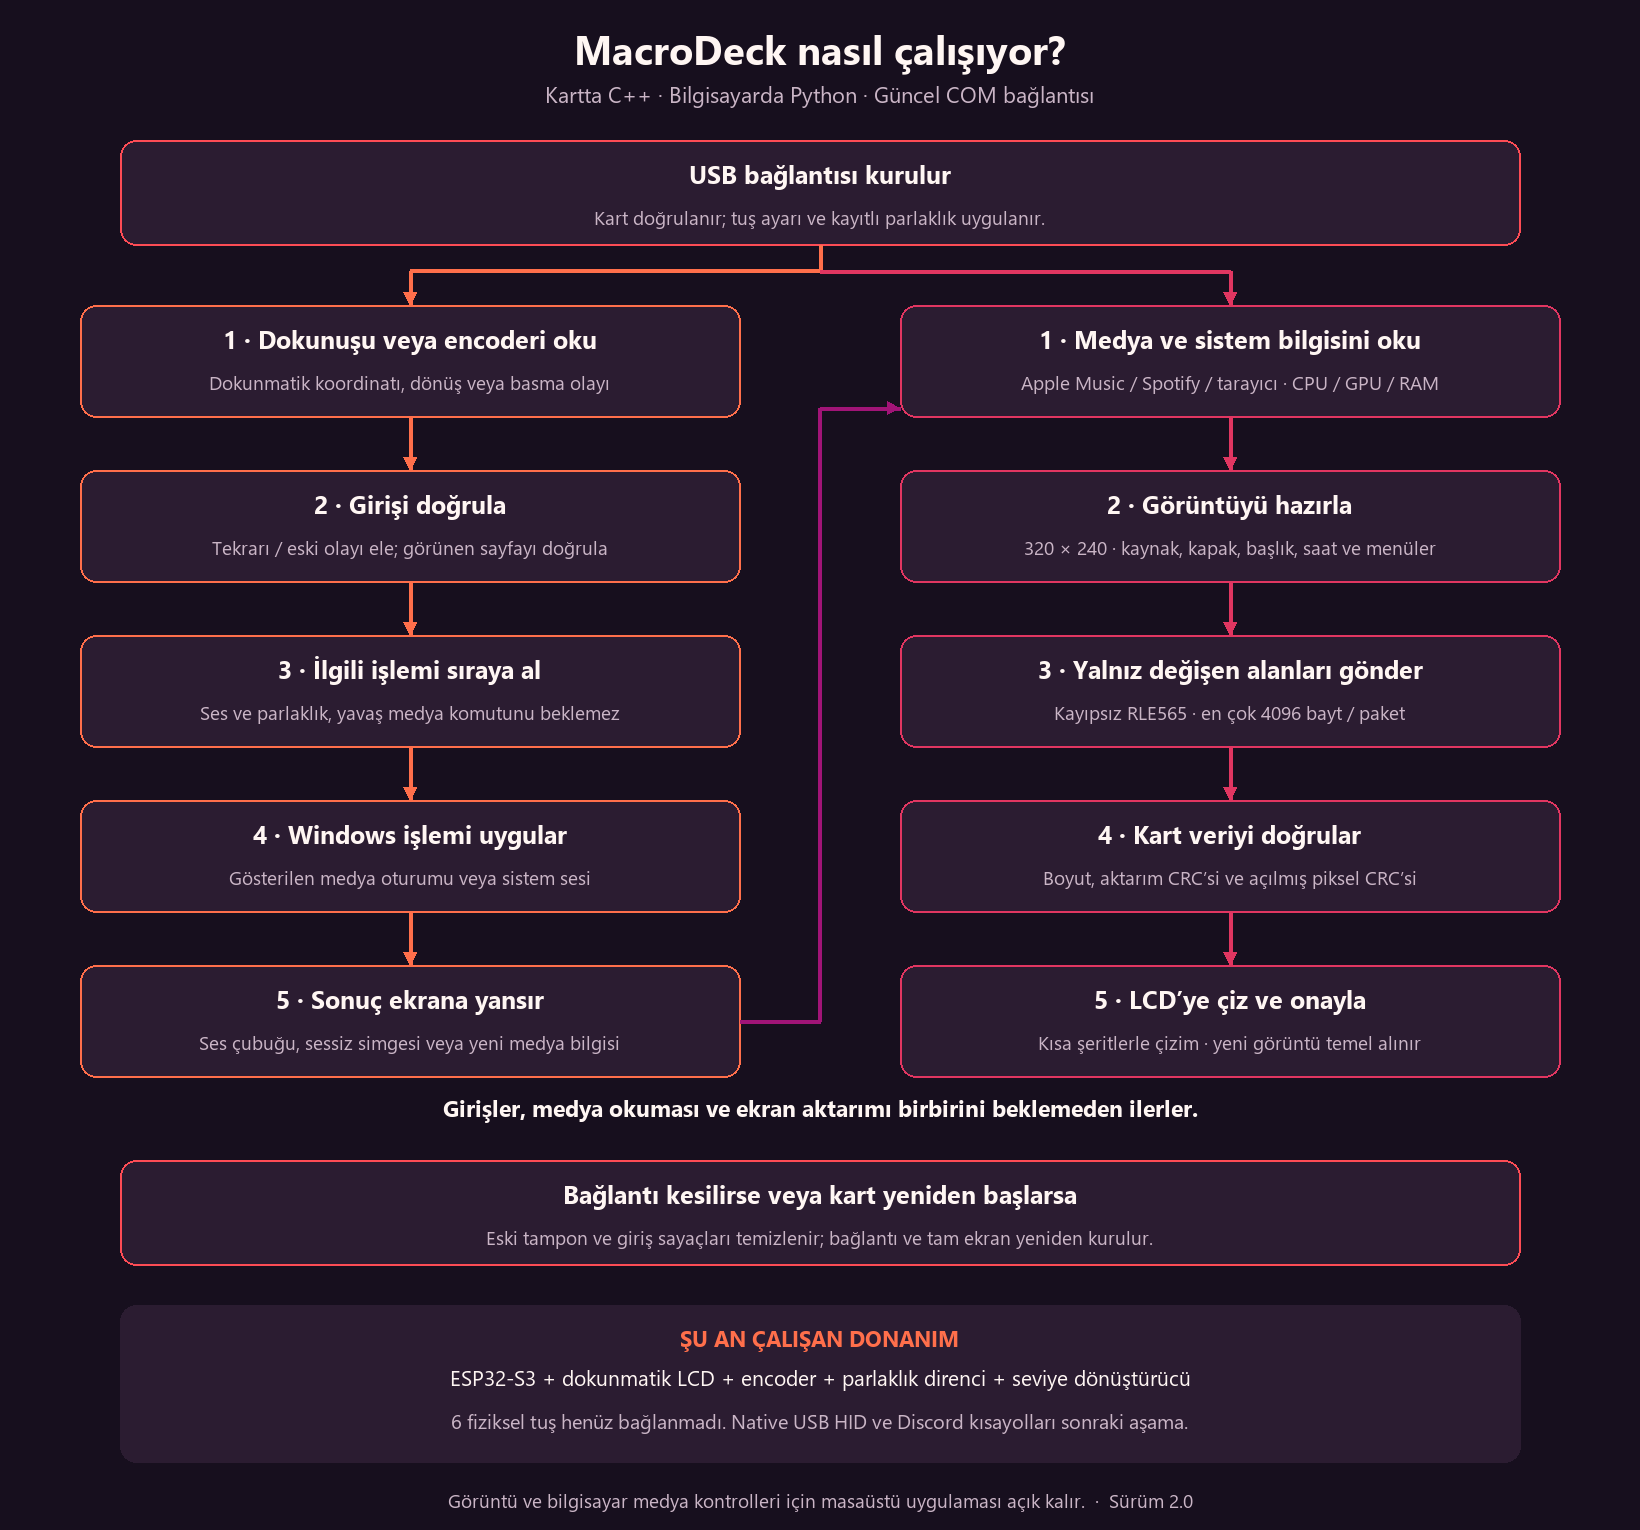 MacroDeck nasıl çalışıyor?
Kartta C++ · Bilgisayarda Python · Güncel COM bağlantısı
USB bağlantısı kurulur
Kart doğrulanır; tuş ayarı ve kayıtlı parlaklık uygulanır.
1 · Dokunuşu veya encoderi oku
Dokunmatik koordinatı, dönüş veya basma olayı
2 · Girişi doğrula
Tekrarı / eski olayı ele; görünen sayfayı doğrula
3 · İlgili işlemi sıraya al
Ses ve parlaklık, yavaş medya komutunu beklemez
4 · Windows işlemi uygular
Gösterilen medya oturumu veya sistem sesi
5 · Sonuç ekrana yansır
Ses çubuğu, sessiz simgesi veya yeni medya bilgisi
1 · Medya ve sistem bilgisini oku
Apple Music / Spotify / tarayıcı · CPU / GPU / RAM
2 · Görüntüyü hazırla
320 × 240 · kaynak, kapak, başlık, saat ve menüler
3 · Yalnız değişen alanları gönder
Kayıpsız RLE565 · en çok 4096 bayt / paket
4 · Kart veriyi doğrular
Boyut, aktarım CRC’si ve açılmış piksel CRC’si
5 · LCD’ye çiz ve onayla
Kısa şeritlerle çizim · yeni görüntü temel alınır
Girişler, medya okuması ve ekran aktarımı birbirini beklemeden ilerler.
Bağlantı kesilirse veya kart yeniden başlarsa
Eski tampon ve giriş sayaçları temizlenir; bağlantı ve tam ekran yeniden kurulur.
ŞU AN ÇALIŞAN DONANIM
ESP32-S3 + dokunmatik LCD + encoder + parlaklık direnci + seviye dönüştürücü
6 fiziksel tuş henüz bağlanmadı. Native USB HID ve Discord kısayolları sonraki aşama.
Görüntü ve bilgisayar medya kontrolleri için masaüstü uygulaması açık kalır. · Sürüm 2.0